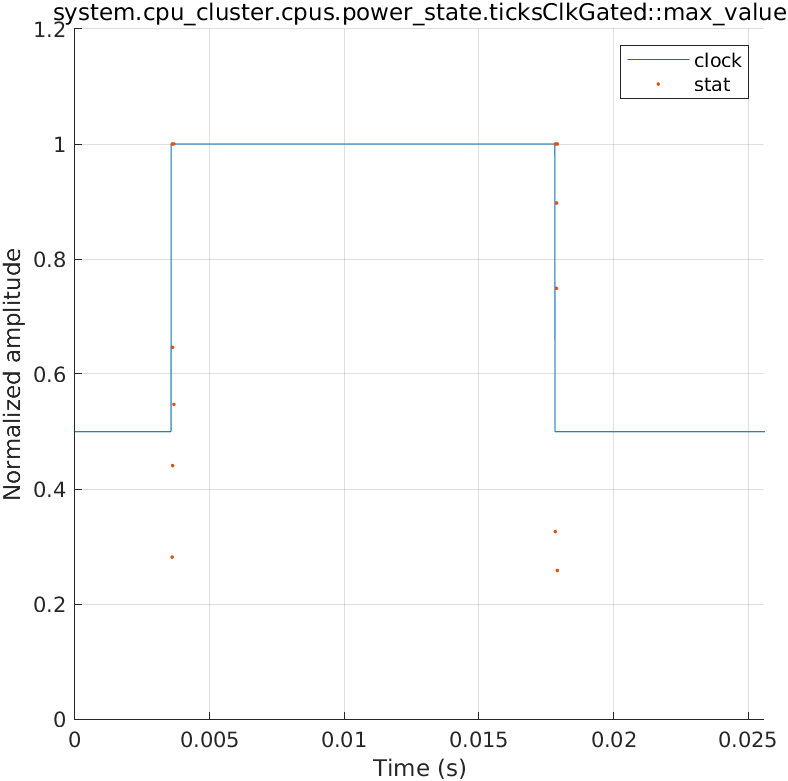 system.cpu_cluster.cpus.power_state.ticksClkGated::max_value
1.2
clock
stat
1
0.8
0.6
0.4
0.2
0
Normalized amplitude
0 0.005 0.01 0.015 0.02 0.025
Time (s)